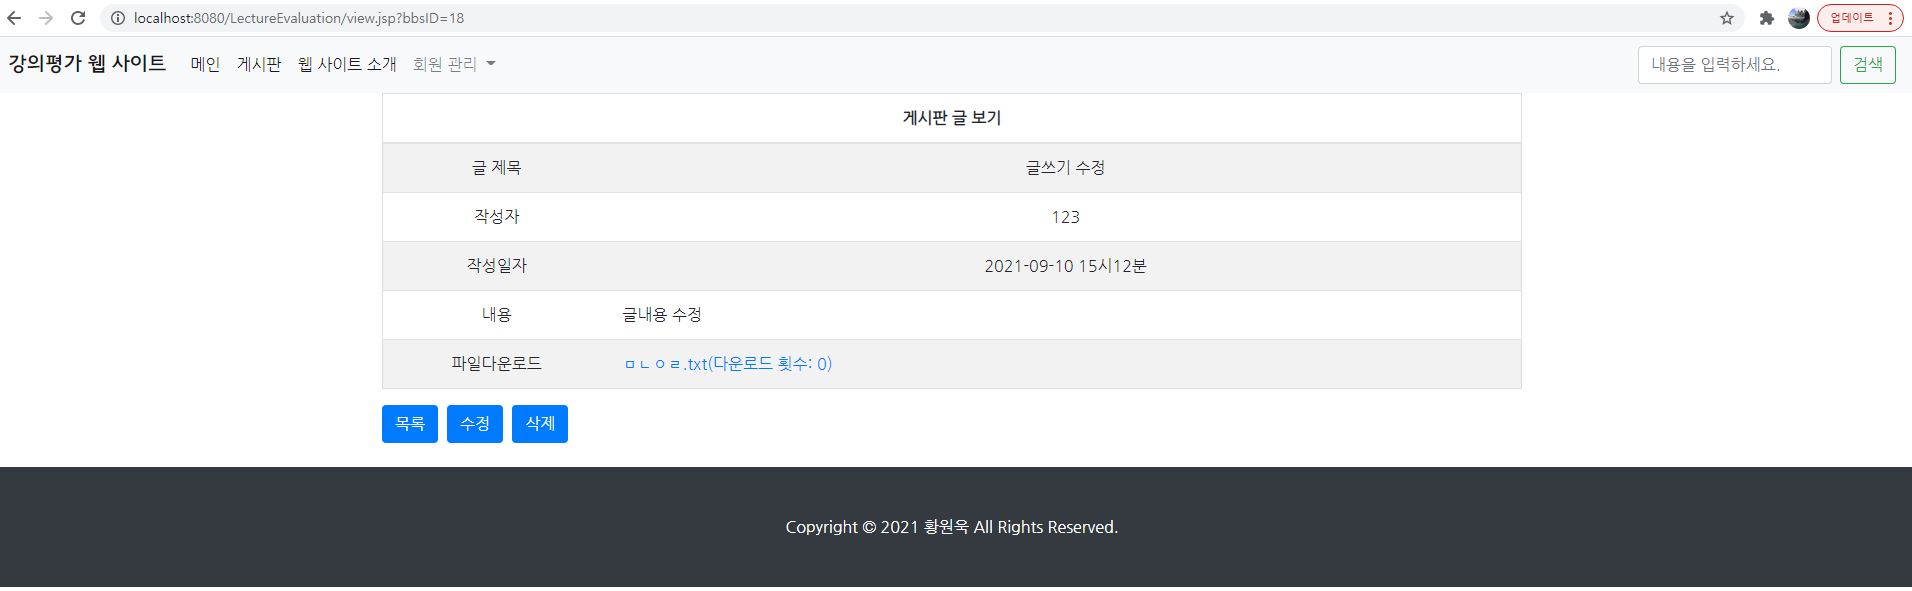 localhost:8080/LectureEvaluation/view.jsp?bbsID=18 업데이트
강의평가 웹 사이트 메인 게시판 웹 사이트 소개 회원 관리 내용을 입력하세요. 검색
게시판 글 보기
글 제목 글쓰기 수정
작성자 123
작성일자 2021-09-10 15시12분
내용 글내용 수정
파일다운로드 ㅁㄴㅇㄹ.txt(다운로드 횟수: 0)
목록 수정 삭제
Copyright © 2021 황원욱 All Rights Reserved.